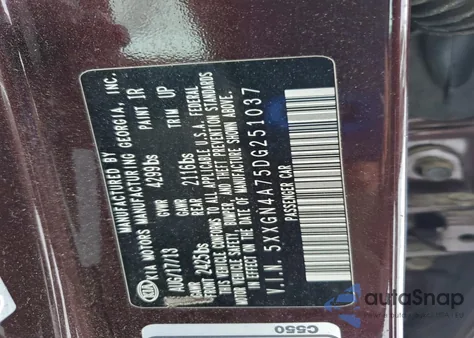 KIA MANUFACTURED BY
KIA MOTORS MANUFACTURING GEORGIA, INC.
AUG/17/13 GVWR 4299lbs PAINT IR TRIM UP
GAWR FRONT 2425lbs GAWR REAR 2116lbs
THIS VEHICLE CONFORMS TO ALL APPLICABLE U.S.A. FEDERAL
MOTOR VEHICLE SAFETY, BUMPER, AND THEFT PREVENTION STANDARDS
IN EFFECT ON THE DATE OF MANUFACTURE SHOWN ABOVE.
V.I.N. 5XXGN4A75DG251037
PASSENGER CAR
C550
autoSnap